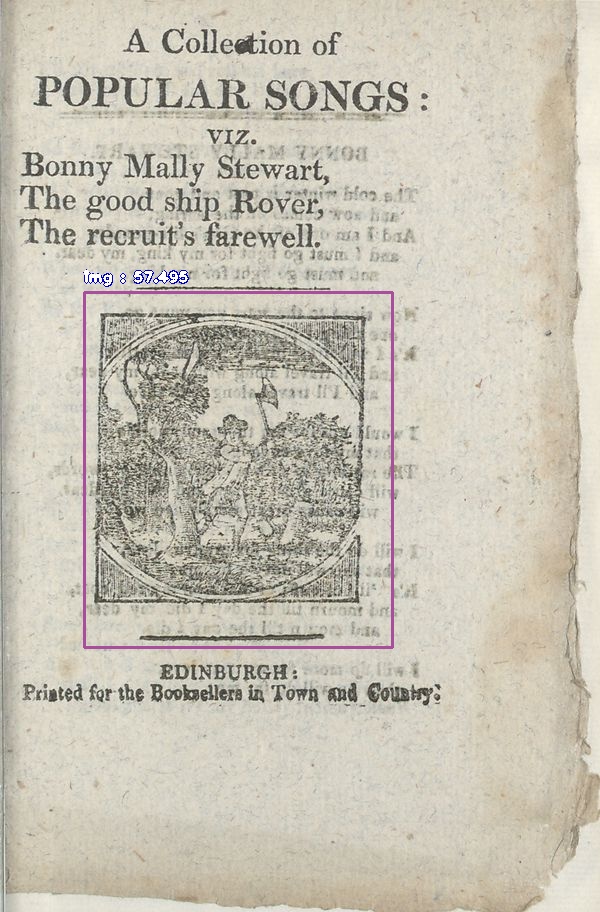 A Collection of
POPULAR SONGS:
VIZ.
Bonny Mally Stewart,
The good ship Rover,
The recruit's farewell.
img : 57.495
EDINBURGH:
Printed for the Booksellers in Town and Country.